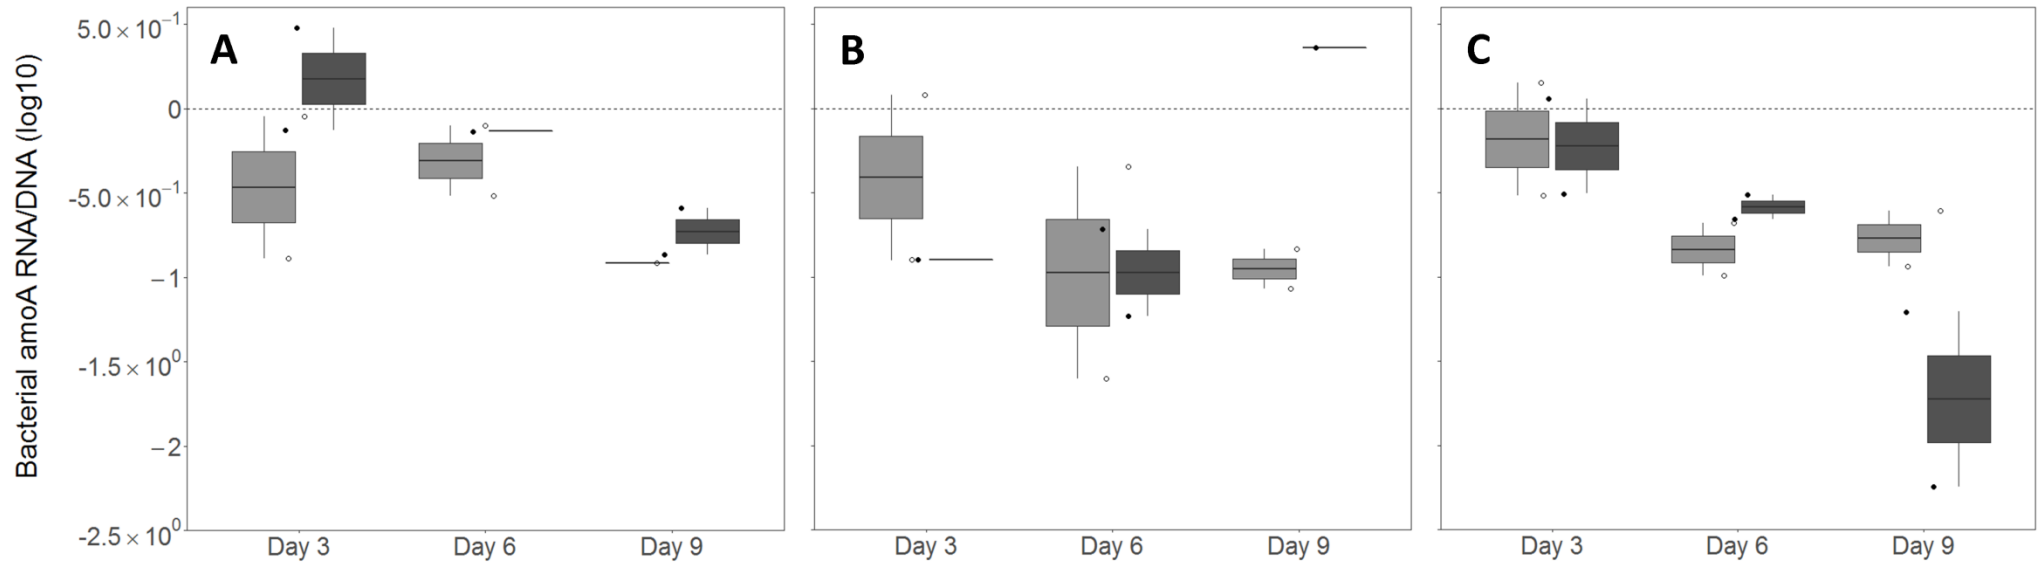 Bacterial amoA RNA/DNA (log10)
5.0 × 10⁻¹
0
-5.0 × 10⁻¹
−1
-1.5 × 10⁰
−2
-2.5 × 10⁰
A
B
C
Day 3 Day 6 Day 9
Day 3 Day 6 Day 9
Day 3 Day 6 Day 9